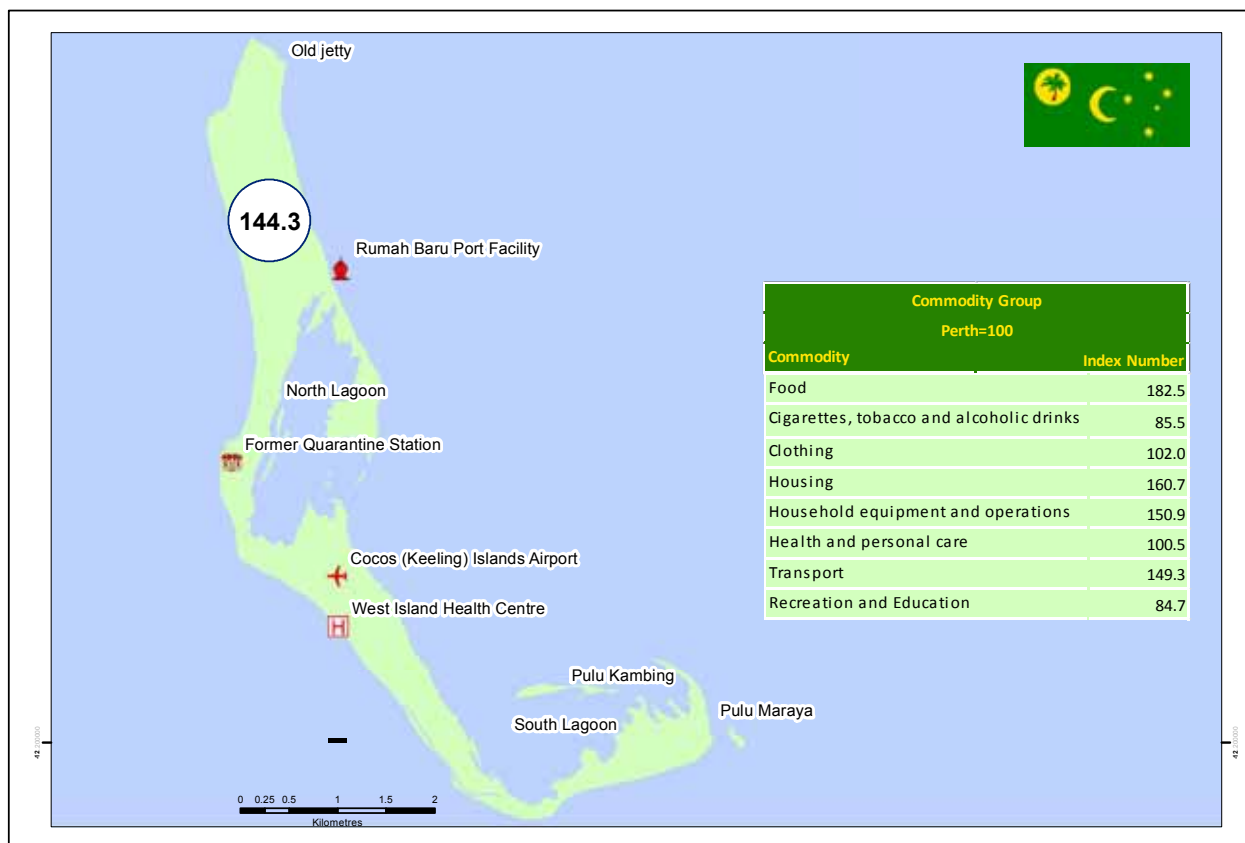 Old jetty
144.3
Rumah Baru Port Facility
Commodity Group
Perth=100
Commodity Index Number
Food 182.5
Cigarettes, tobacco and alcoholic drinks 85.5
Clothing 102.0
Housing 160.7
Household equipment and operations 150.9
Health and personal care 100.5
Transport 149.3
Recreation and Education 84.7
North Lagoon
Former Quarantine Station
Cocos (Keeling) Islands Airport
West Island Health Centre
H
Pulu Kambing
South Lagoon
Pulu Maraya
0 0.25 0.5 1 1.5 2
Kilometres